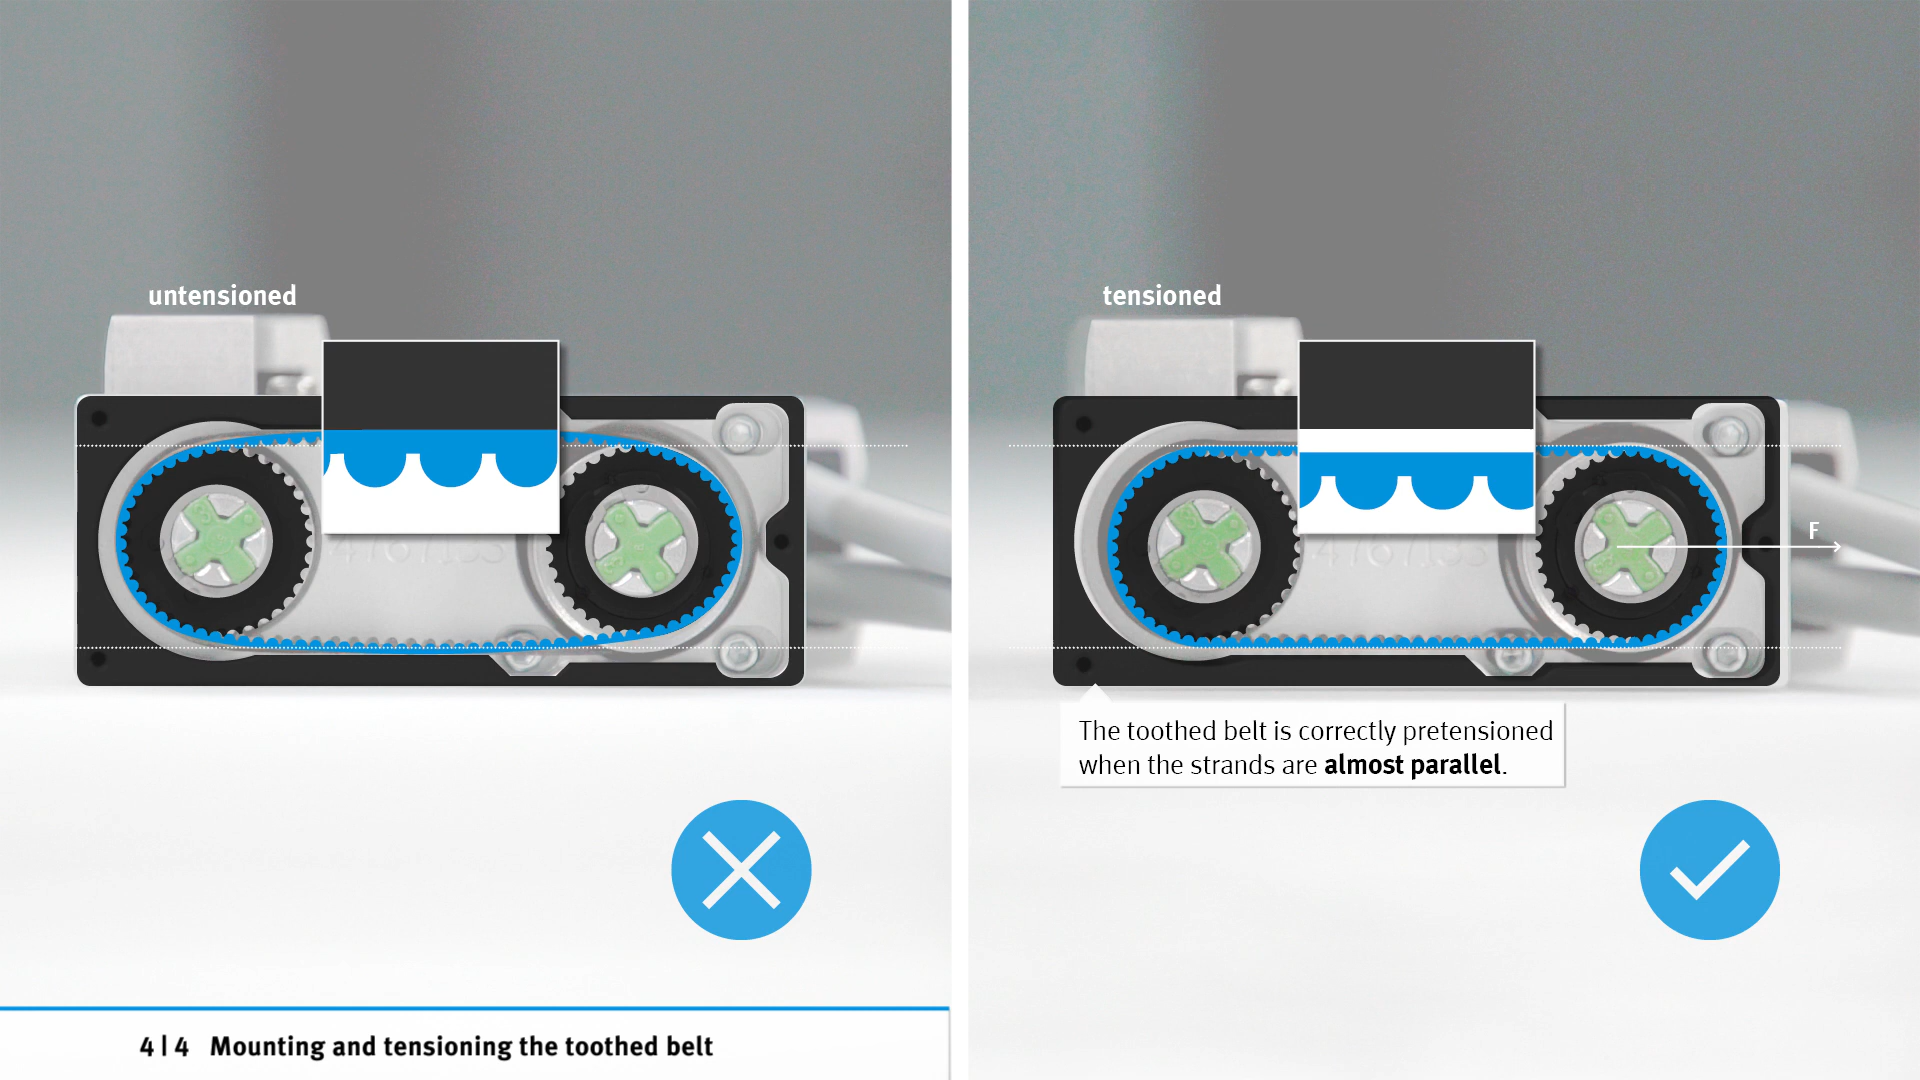 untensioned
tensioned
F
The toothed belt is correctly pretensioned
when the strands are almost parallel.
4|4 Mounting and tensioning the toothed belt